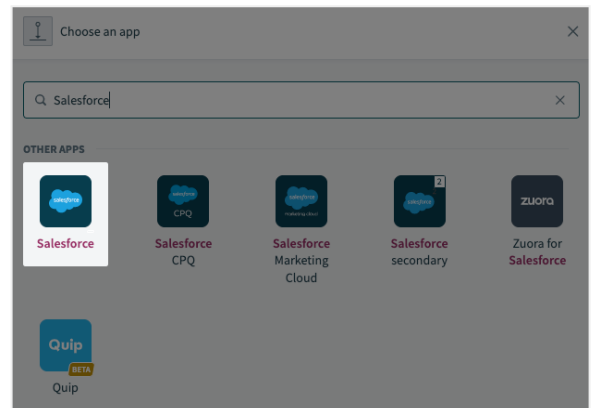 Choose an app
Salesforce
OTHER APPS
salesforce
Salesforce
salesforce
CPQ
Salesforce
CPQ
salesforce
marketing cloud
Salesforce
Marketing
Cloud
salesforce
2
Salesforce
secondary
zuora
Zuora for
Salesforce
Quip
BETA
Quip